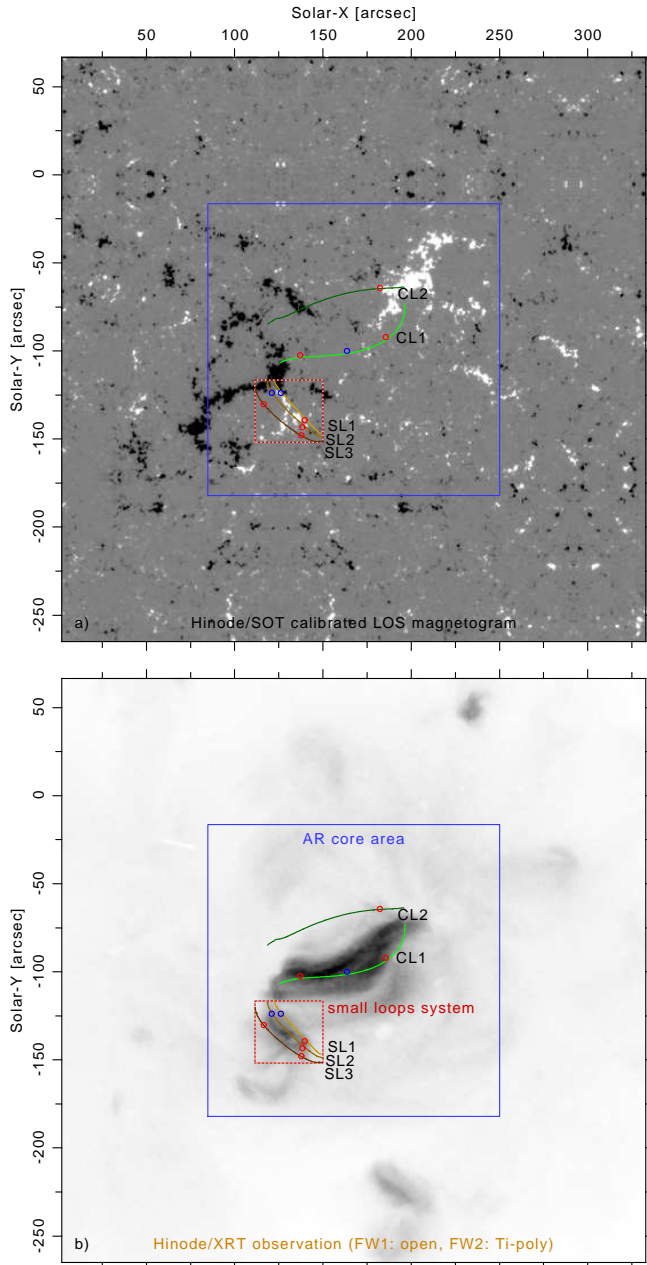 Solar-X [arcsec]
50 100 150 200 250 300
Solar-Y [arcsec]
50
0
-50
-100
-150
-200
-250
CL2
CL1
SL1
SL2
SL3
a) Hinode/SOT calibrated LOS magnetogram
Solar-Y [arcsec]
50
0
-50
-100
-150
-200
-250
AR core area
CL2
CL1
small loops system
SL1
SL2
SL3
b) Hinode/XRT observation (FW1: open, FW2: Ti-poly)